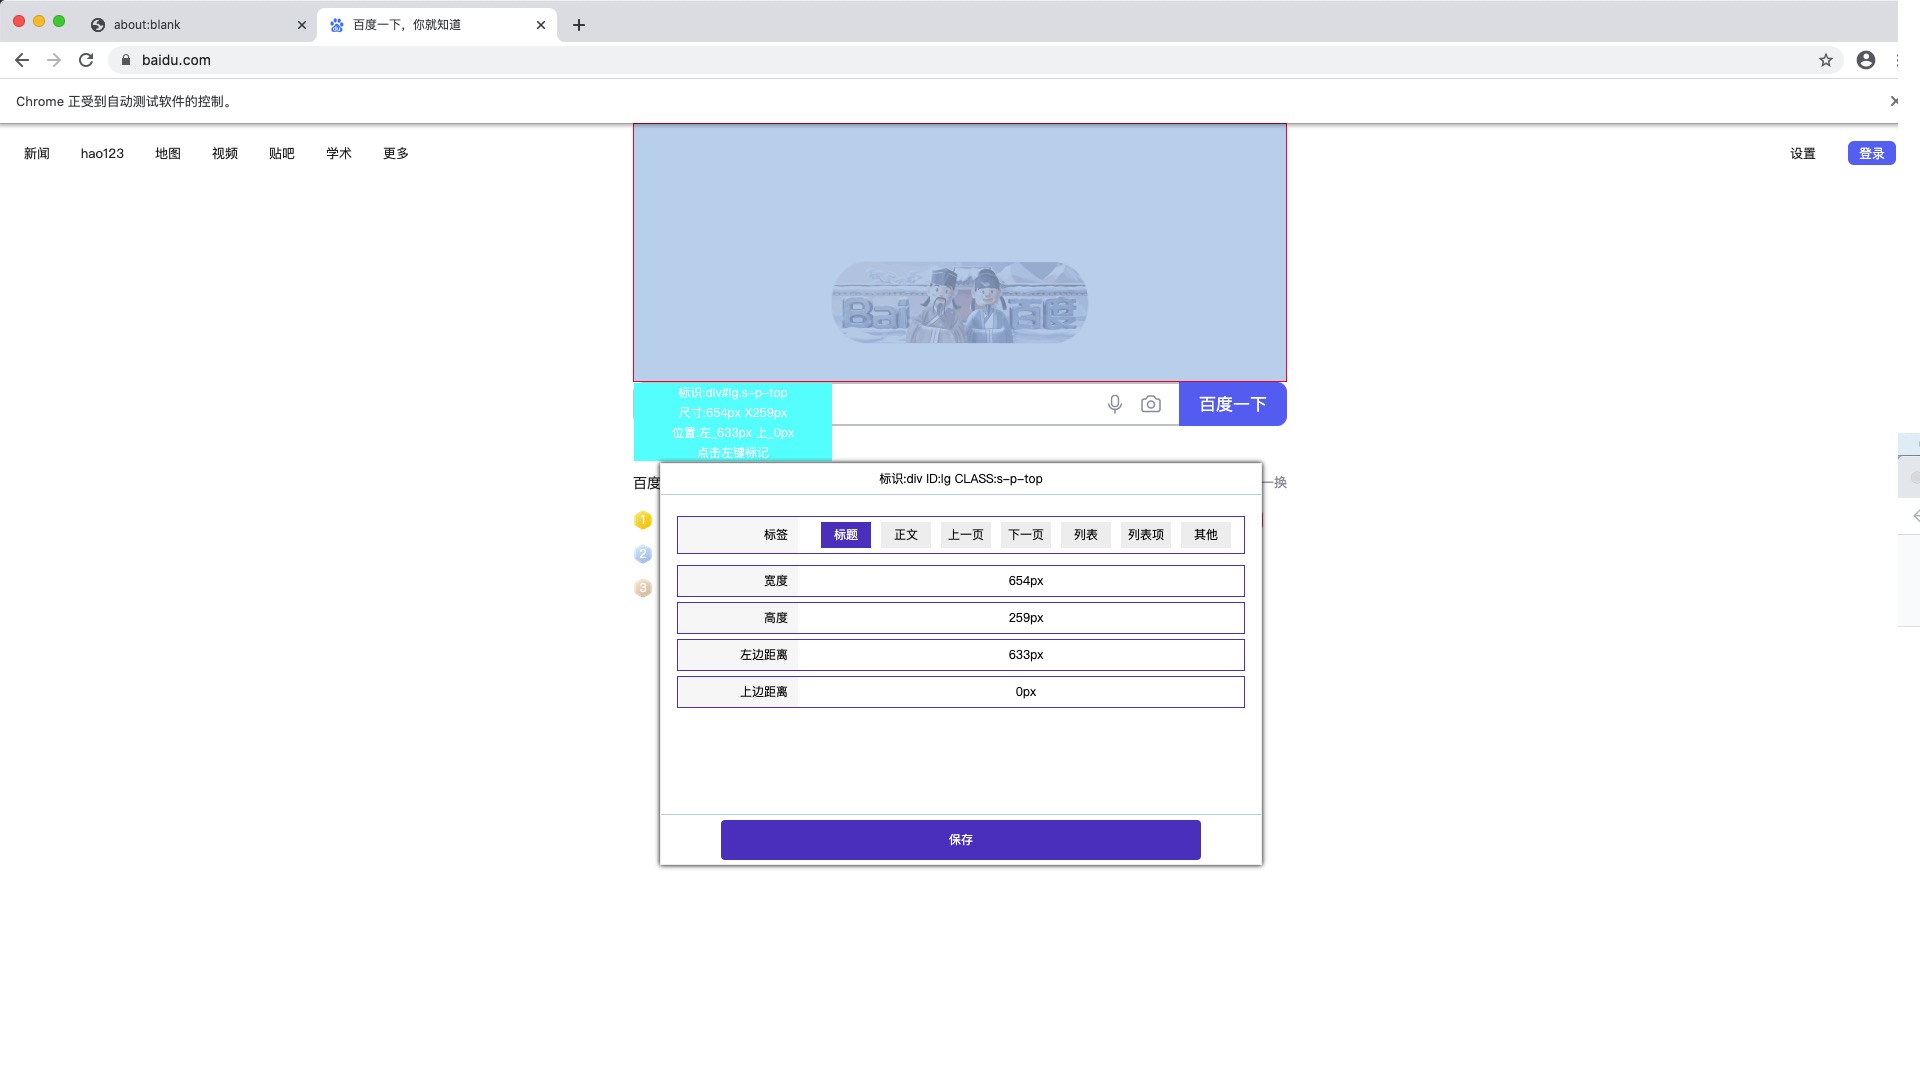 about:blank
百度一下，你就知道
baidu.com
Chrome 正受到自动测试软件的控制。
新闻 hao123 地图 视频 贴吧 学术 更多 设置 登录
Bai 百度
标识:div#lg.s-p-top
尺寸:654px X259px
位置:左_633px 上_0px
点击左键标记
百度一下
百度
一换
标识:div ID:lg CLASS:s-p-top
1
2
3
标签 标题 正文 上一页 下一页 列表 列表项 其他
宽度 654px
高度 259px
左边距离 633px
上边距离 0px
保存